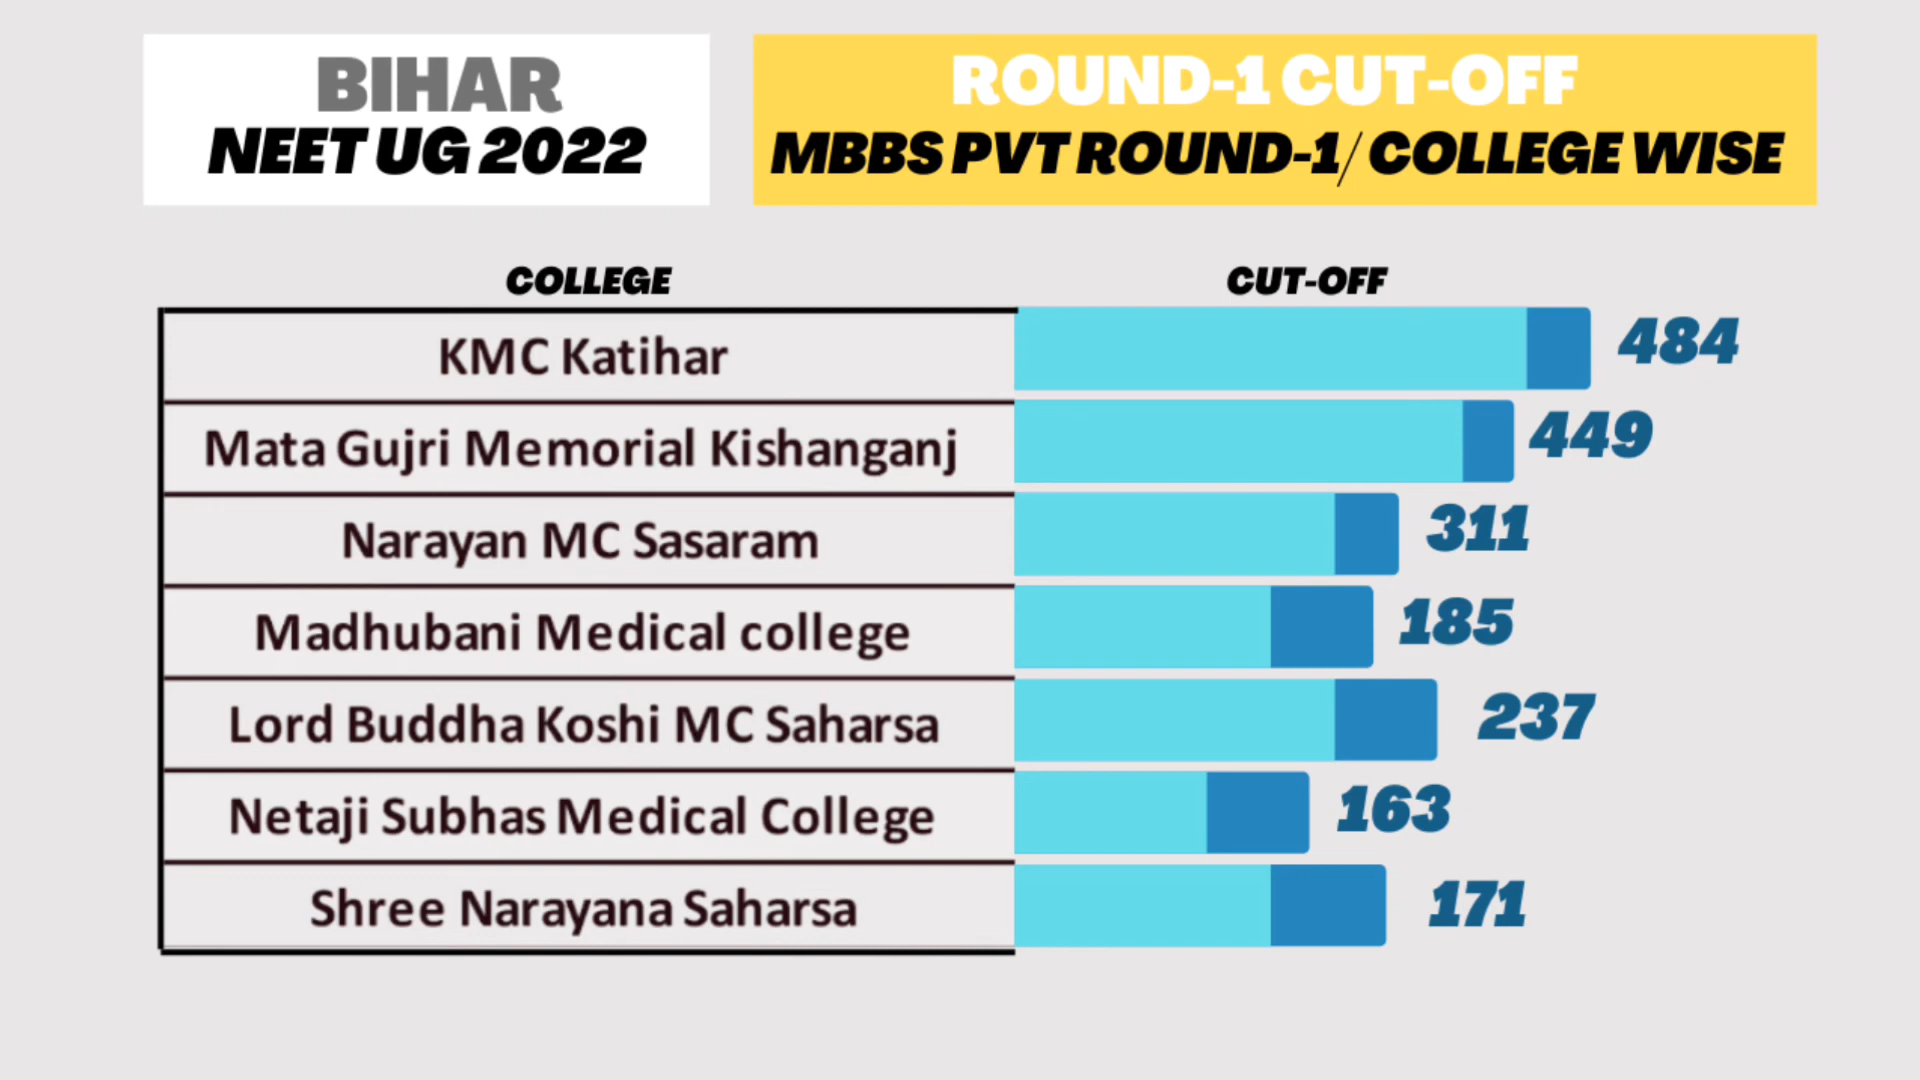 BIHAR
NEET UG 2022
ROUND-1 CUT-OFF
MBBS PVT ROUND-1/ COLLEGE WISE
COLLEGE CUT-OFF
KMC Katihar 484
Mata Gujri Memorial Kishanganj 449
Narayan MC Sasaram 311
Madhubani Medical college 185
Lord Buddha Koshi MC Saharsa 237
Netaji Subhas Medical College 163
Shree Narayana Saharsa 171